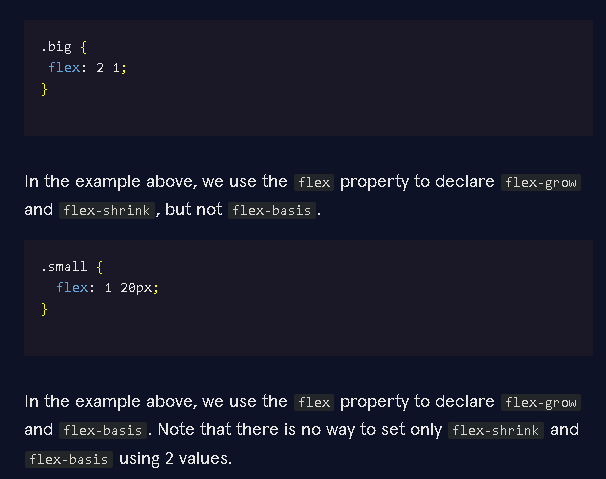 .big {
flex: 2 1;
}
In the example above, we use the flex property to declare flex-grow
and flex-shrink, but not flex-basis.
.small {
flex: 1 20px;
}
In the example above, we use the flex property to declare flex-grow
and flex-basis. Note that there is no way to set only flex-shrink and
flex-basis using 2 values.